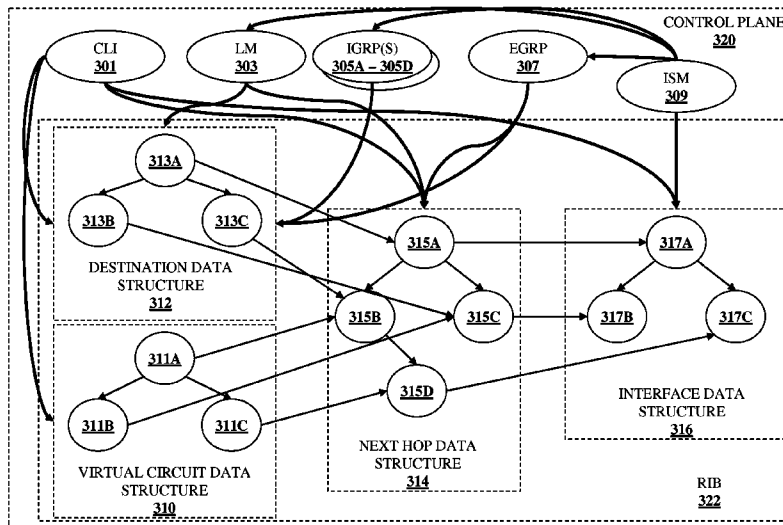 CONTROL PLANE
320
CLI
301
LM
303
IGRP(S)
305A – 305D
EGRP
307
ISM
309
313A
313B
313C
DESTINATION DATA
STRUCTURE
312
311A
311B
311C
VIRTUAL CIRCUIT DATA
STRUCTURE
310
315A
315B
315C
315D
NEXT HOP DATA
STRUCTURE
314
317A
317B
317C
INTERFACE DATA
STRUCTURE
316
RIB
322